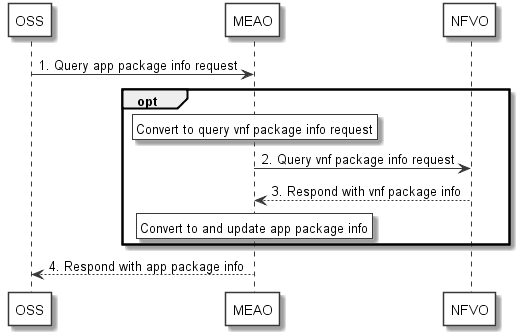 OSS MEAO NFVO
1. Query app package info request
opt
Convert to query vnf package info request
2. Query vnf package info request
3. Respond with vnf package info
Convert to and update app package info
4. Respond with app package info
OSS MEAO NFVO